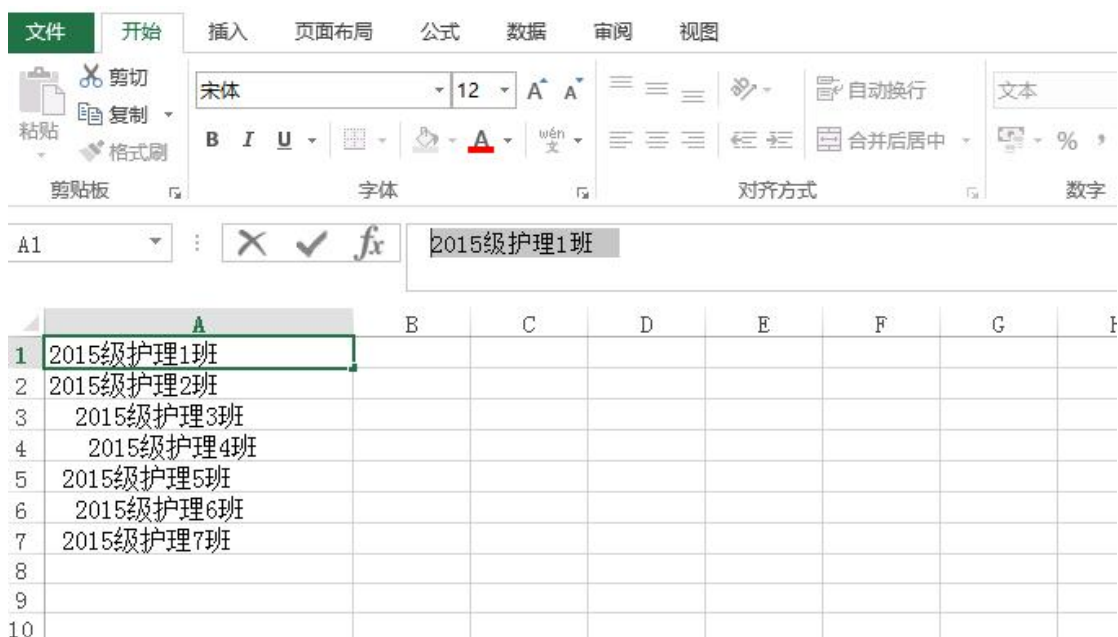 文件 开始 插入 页面布局 公式 数据 审阅 视图
剪切
宋体 12 A A 自动换行 文本
复制
粘贴 B I U A wén 文 合并后居中 % ,
格式刷
剪贴板 字体 对齐方式 数字
A1 fx 2015级护理1班
A B C D E F G
1 2015级护理1班
2 2015级护理2班
3 2015级护理3班
4 2015级护理4班
5 2015级护理5班
6 2015级护理6班
7 2015级护理7班
8
9
10